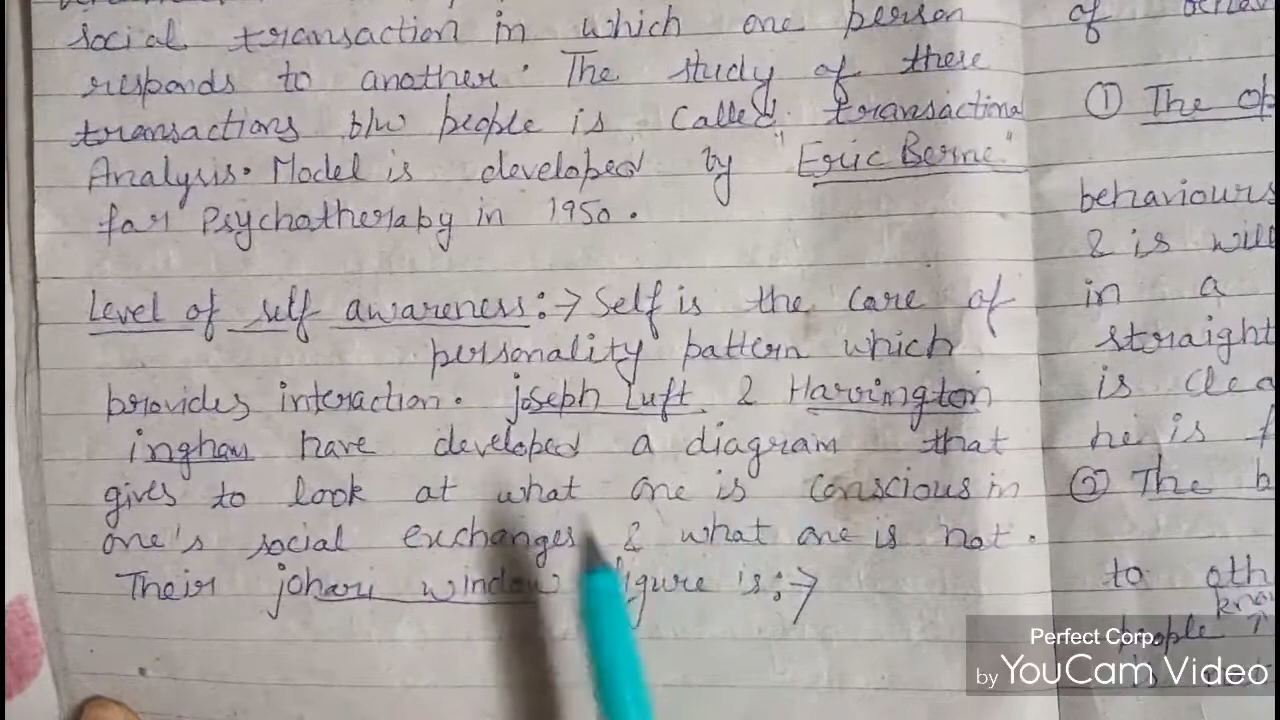 social transaction in which one person
responds to another. The study of these
transactions b/w people is called transactional
Analysis. Model is developed by "Eric Berne"
for Psychotherapy in 1950.
Level of self awareness:→ Self is the core of
personality pattern which
provides interaction. joseph Luft & Harrington
ingham have developed a diagram that
gives to look at what one is conscious in
one's social exchanges & what one is not.
Their johari window figure is:→
of
① The
behaviours
& is
in a
straight
is
he is
② The
to
people
is
Perfect Corp.
by YouCam Video